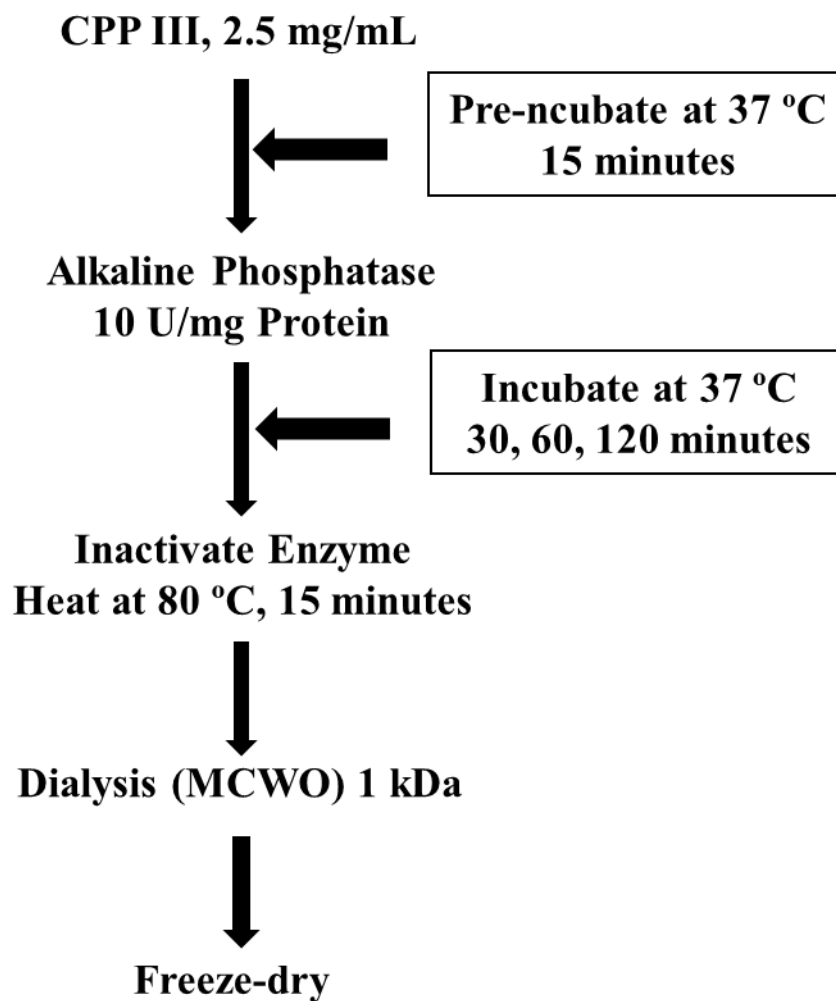 CPP III, 2.5 mg/mL
Pre-ncubate at 37 ºC
15 minutes
Alkaline Phosphatase
10 U/mg Protein
Incubate at 37 ºC
30, 60, 120 minutes
Inactivate Enzyme
Heat at 80 ºC, 15 minutes
Dialysis (MCWO) 1 kDa
Freeze-dry